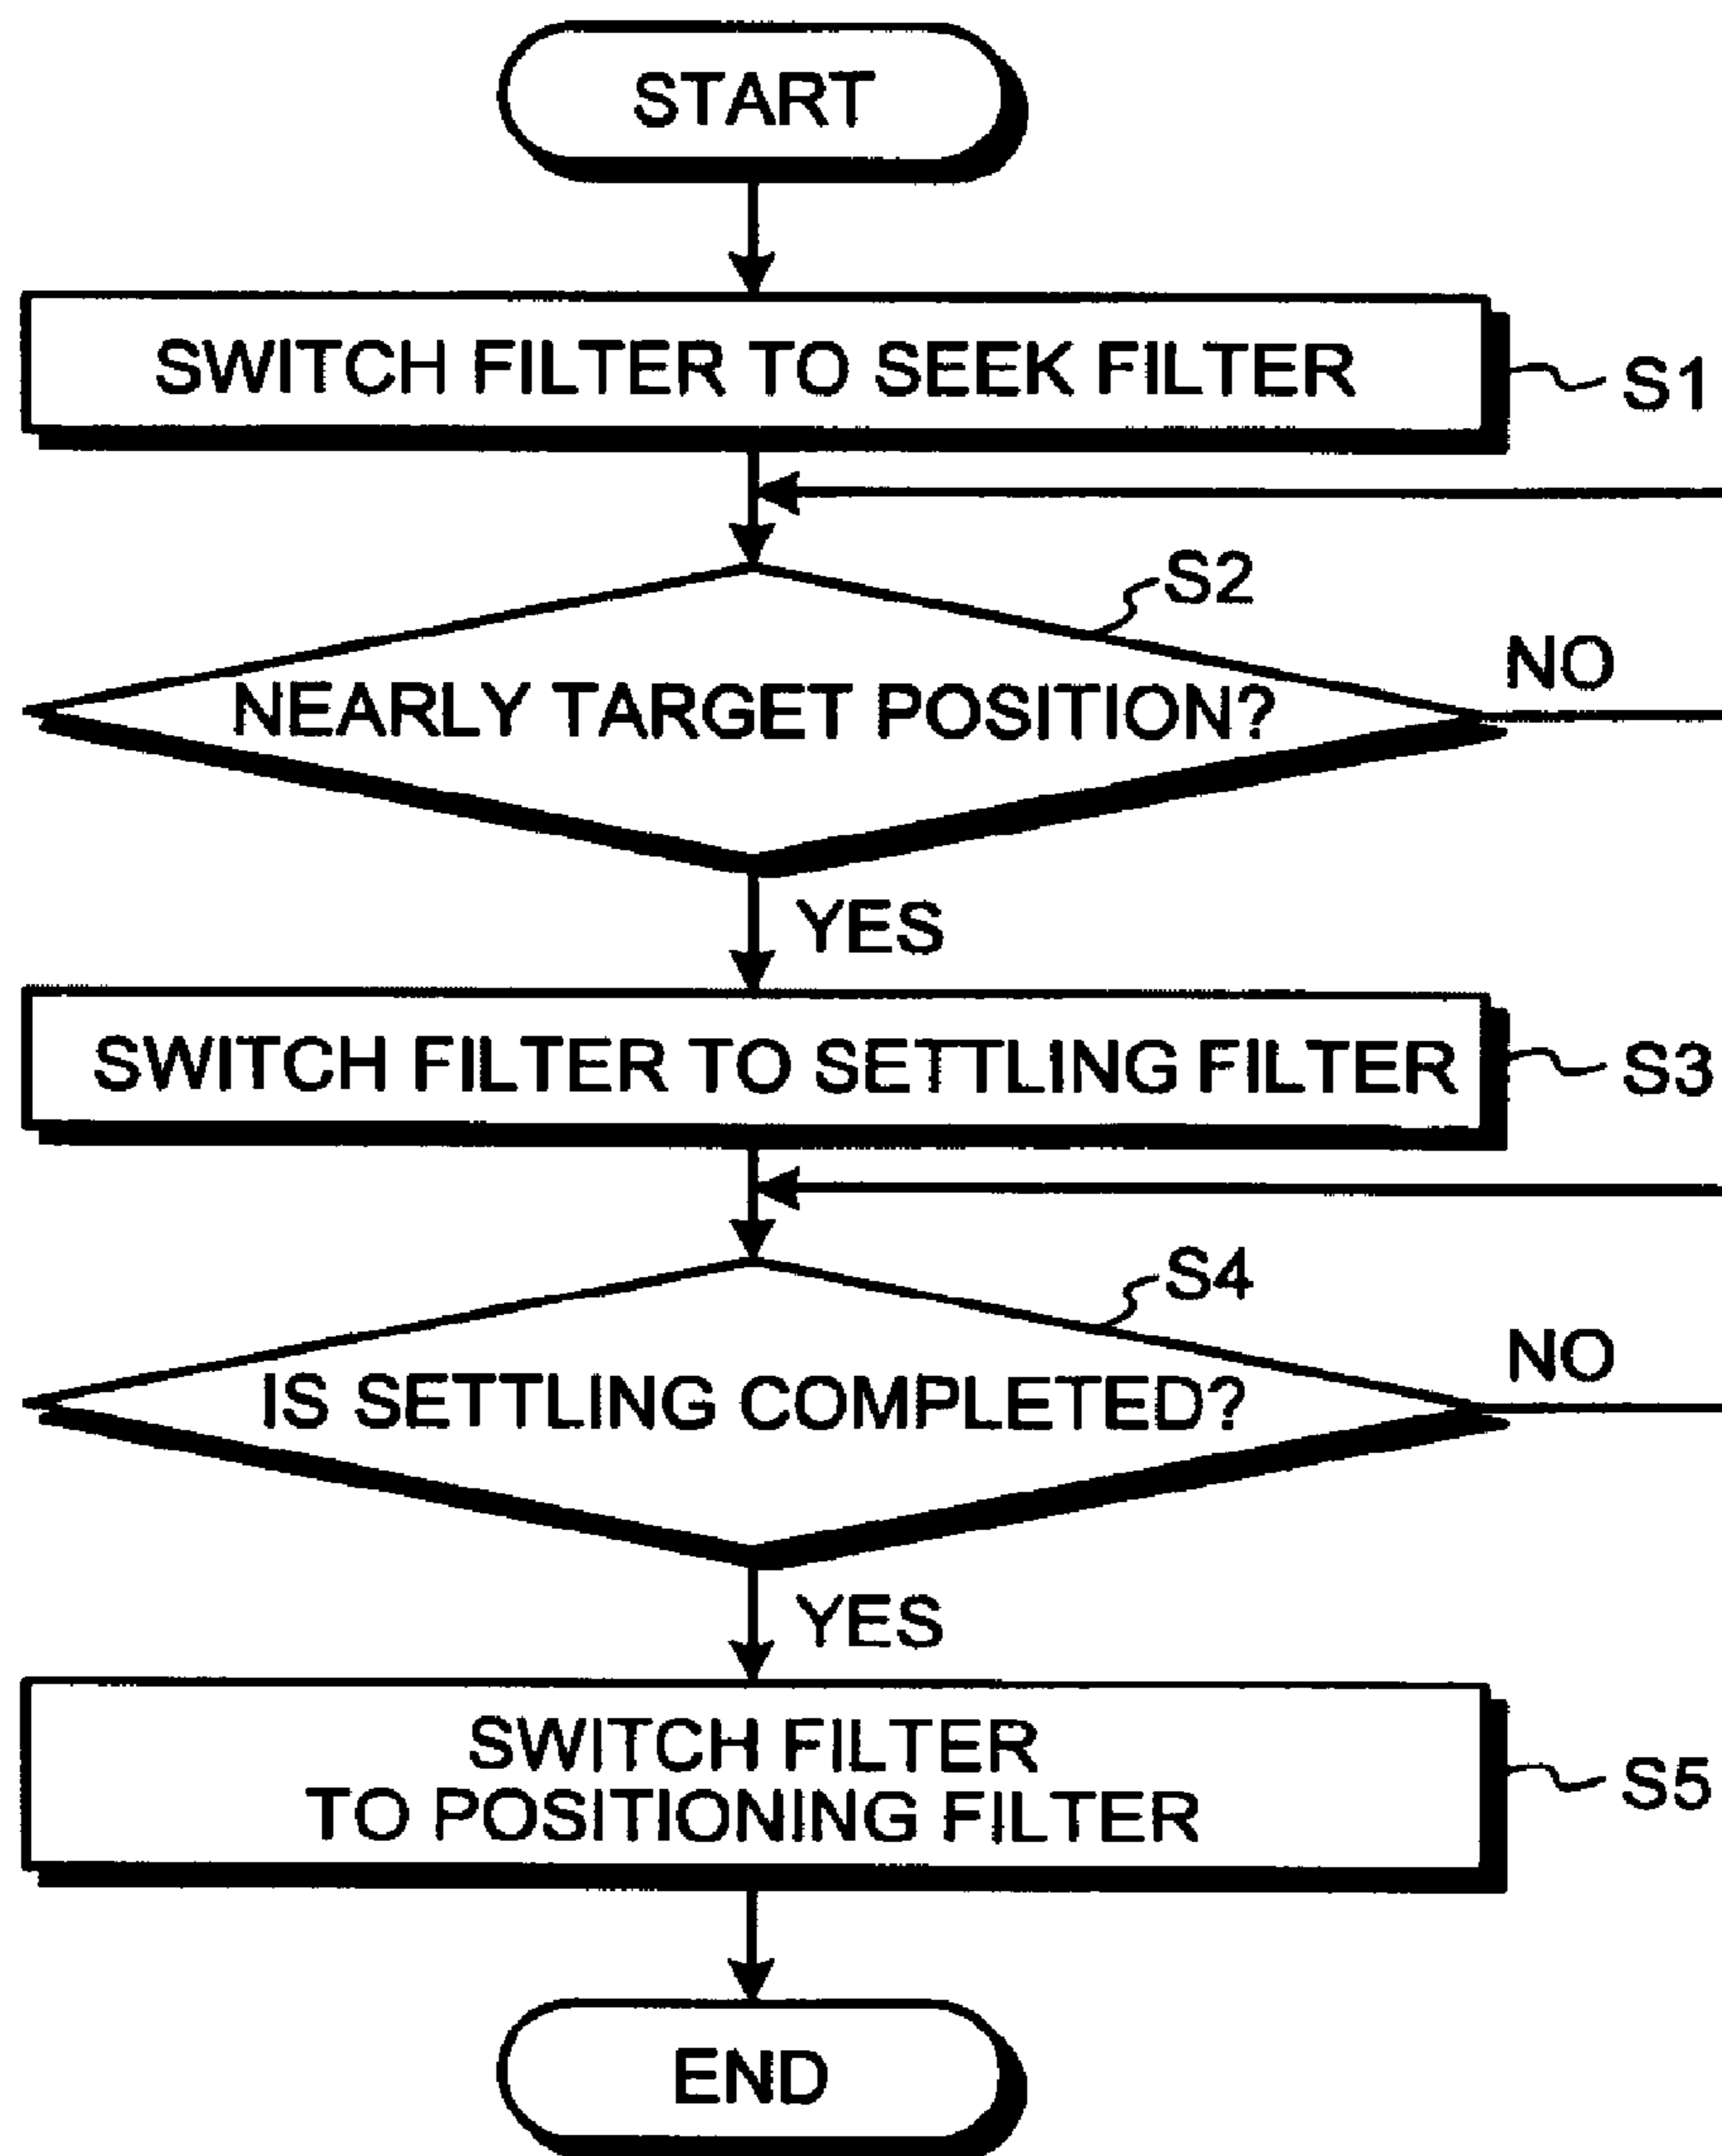 START
SWITCH FILTER TO SEEK FILTER
S1
S2
NEARLY TARGET POSITION?
NO
YES
SWITCH FILTER TO SETTLING FILTER
S3
S4
IS SETTLING COMPLETED?
NO
YES
SWITCH FILTER
TO POSITIONING FILTER
S5
END